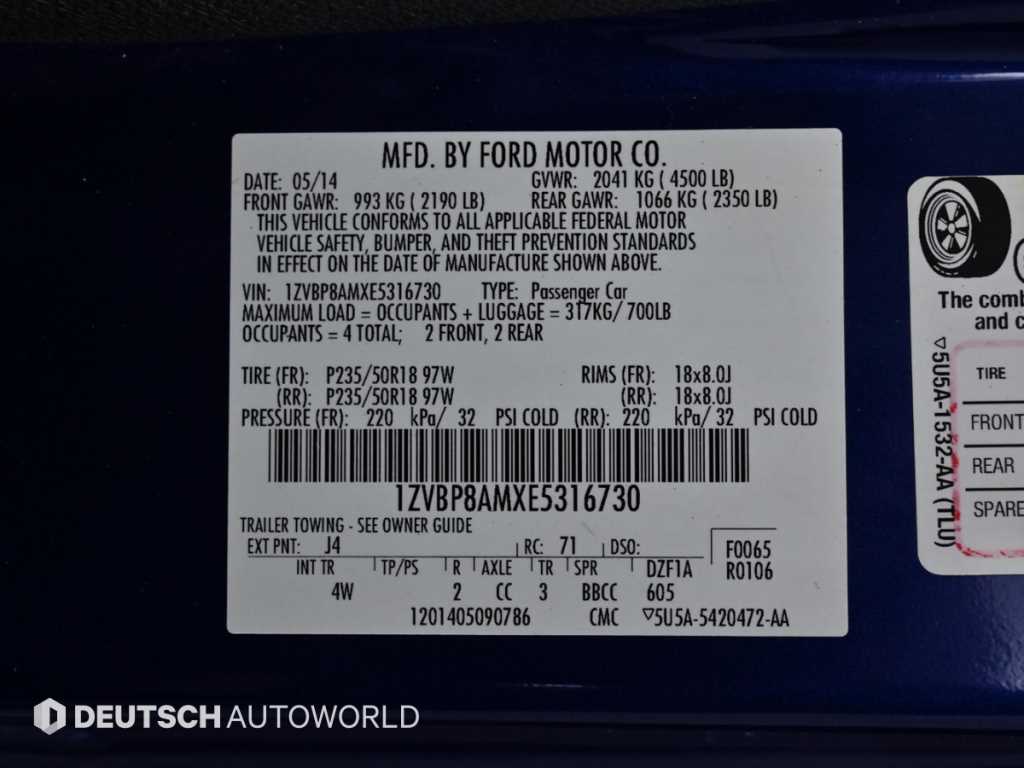 MFD. BY FORD MOTOR CO.
DATE: 05/14 GVWR: 2041 KG ( 4500 LB)
FRONT GAWR: 993 KG ( 2190 LB) REAR GAWR: 1066 KG ( 2350 LB)
THIS VEHICLE CONFORMS TO ALL APPLICABLE FEDERAL MOTOR
VEHICLE SAFETY, BUMPER, AND THEFT PREVENTION STANDARDS
IN EFFECT ON THE DATE OF MANUFACTURE SHOWN ABOVE.
VIN: 1ZVBP8AMXE5316730 TYPE: Passenger Car
MAXIMUM LOAD = OCCUPANTS + LUGGAGE = 317KG/ 700LB
OCCUPANTS = 4 TOTAL; 2 FRONT, 2 REAR
TIRE (FR): P235/50R18 97W RIMS (FR): 18x8.0J
(RR): P235/50R18 97W (RR): 18x8.0J
PRESSURE (FR): 220 kPa/ 32 PSI COLD (RR): 220 kPa/ 32 PSI COLD
1ZVBP8AMXE5316730
TRAILER TOWING - SEE OWNER GUIDE
EXT PNT: J4 RC: 71 DSO: F0065
INT TR TP/PS R AXLE TR SPR DZF1A R0106
4W 2 CC 3 BBCC 605
1201405090786 CMC ▽5U5A-5420472-AA
The comb
and c
TIRE
FRONT
REAR
SPARE
▽5U5A-1532-AA (TLU)
DEUTSCH AUTOWORLD